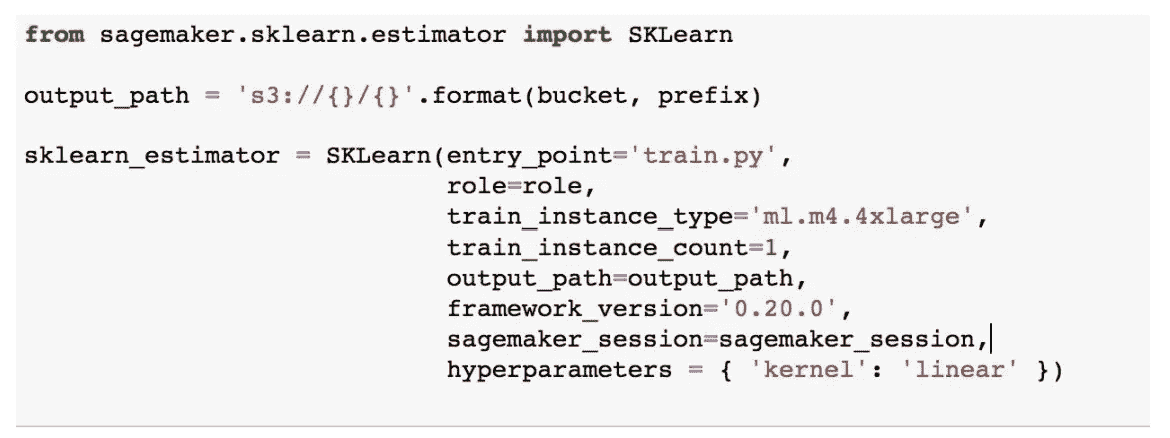 from sagemaker.sklearn.estimator import SKLearn
output_path = 's3://{}/{}'.format(bucket, prefix)
sklearn_estimator = SKLearn(entry_point='train.py',
role=role,
train_instance_type='ml.m4.4xlarge',
train_instance_count=1,
output_path=output_path,
framework_version='0.20.0',
sagemaker_session=sagemaker_session,
hyperparameters = { 'kernel': 'linear' })